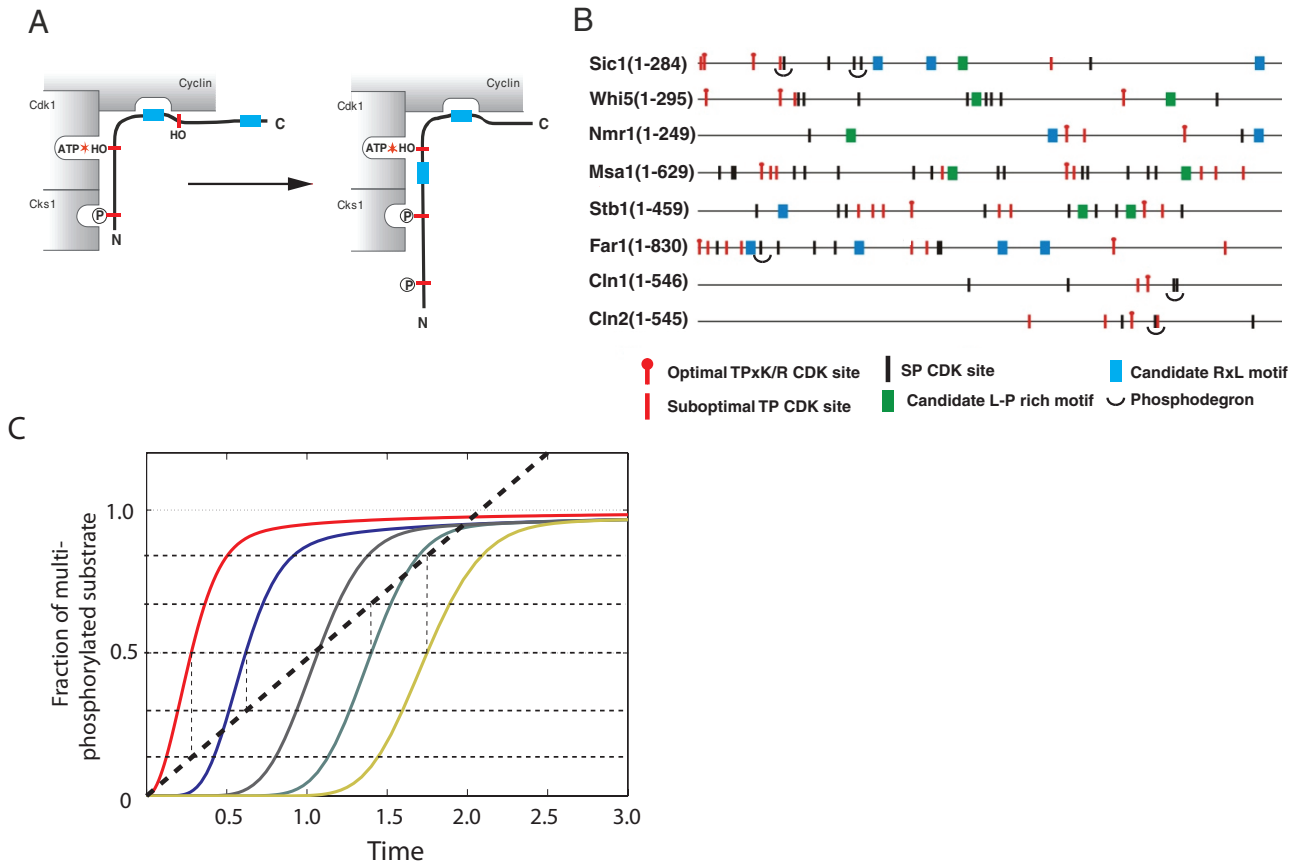 A
Cyclin
Cdk1
ATP HO
HO
C
Cks1
P
N
Cyclin
Cdk1
ATP HO
C
Cks1
P
P
N
B
Sic1(1-284)
Whi5(1-295)
Nmr1(1-249)
Msa1(1-629)
Stb1(1-459)
Far1(1-830)
Cln1(1-546)
Cln2(1-545)
Optimal TPxK/R CDK site
Suboptimal TP CDK site
SP CDK site
Candidate L-P rich motif
Candidate RxL motif
Phosphodegron
C
Fraction of multi-
phosphorylated substrate
1.0
0.5
0
0.5
1.0
1.5
2.0
2.5
3.0
Time